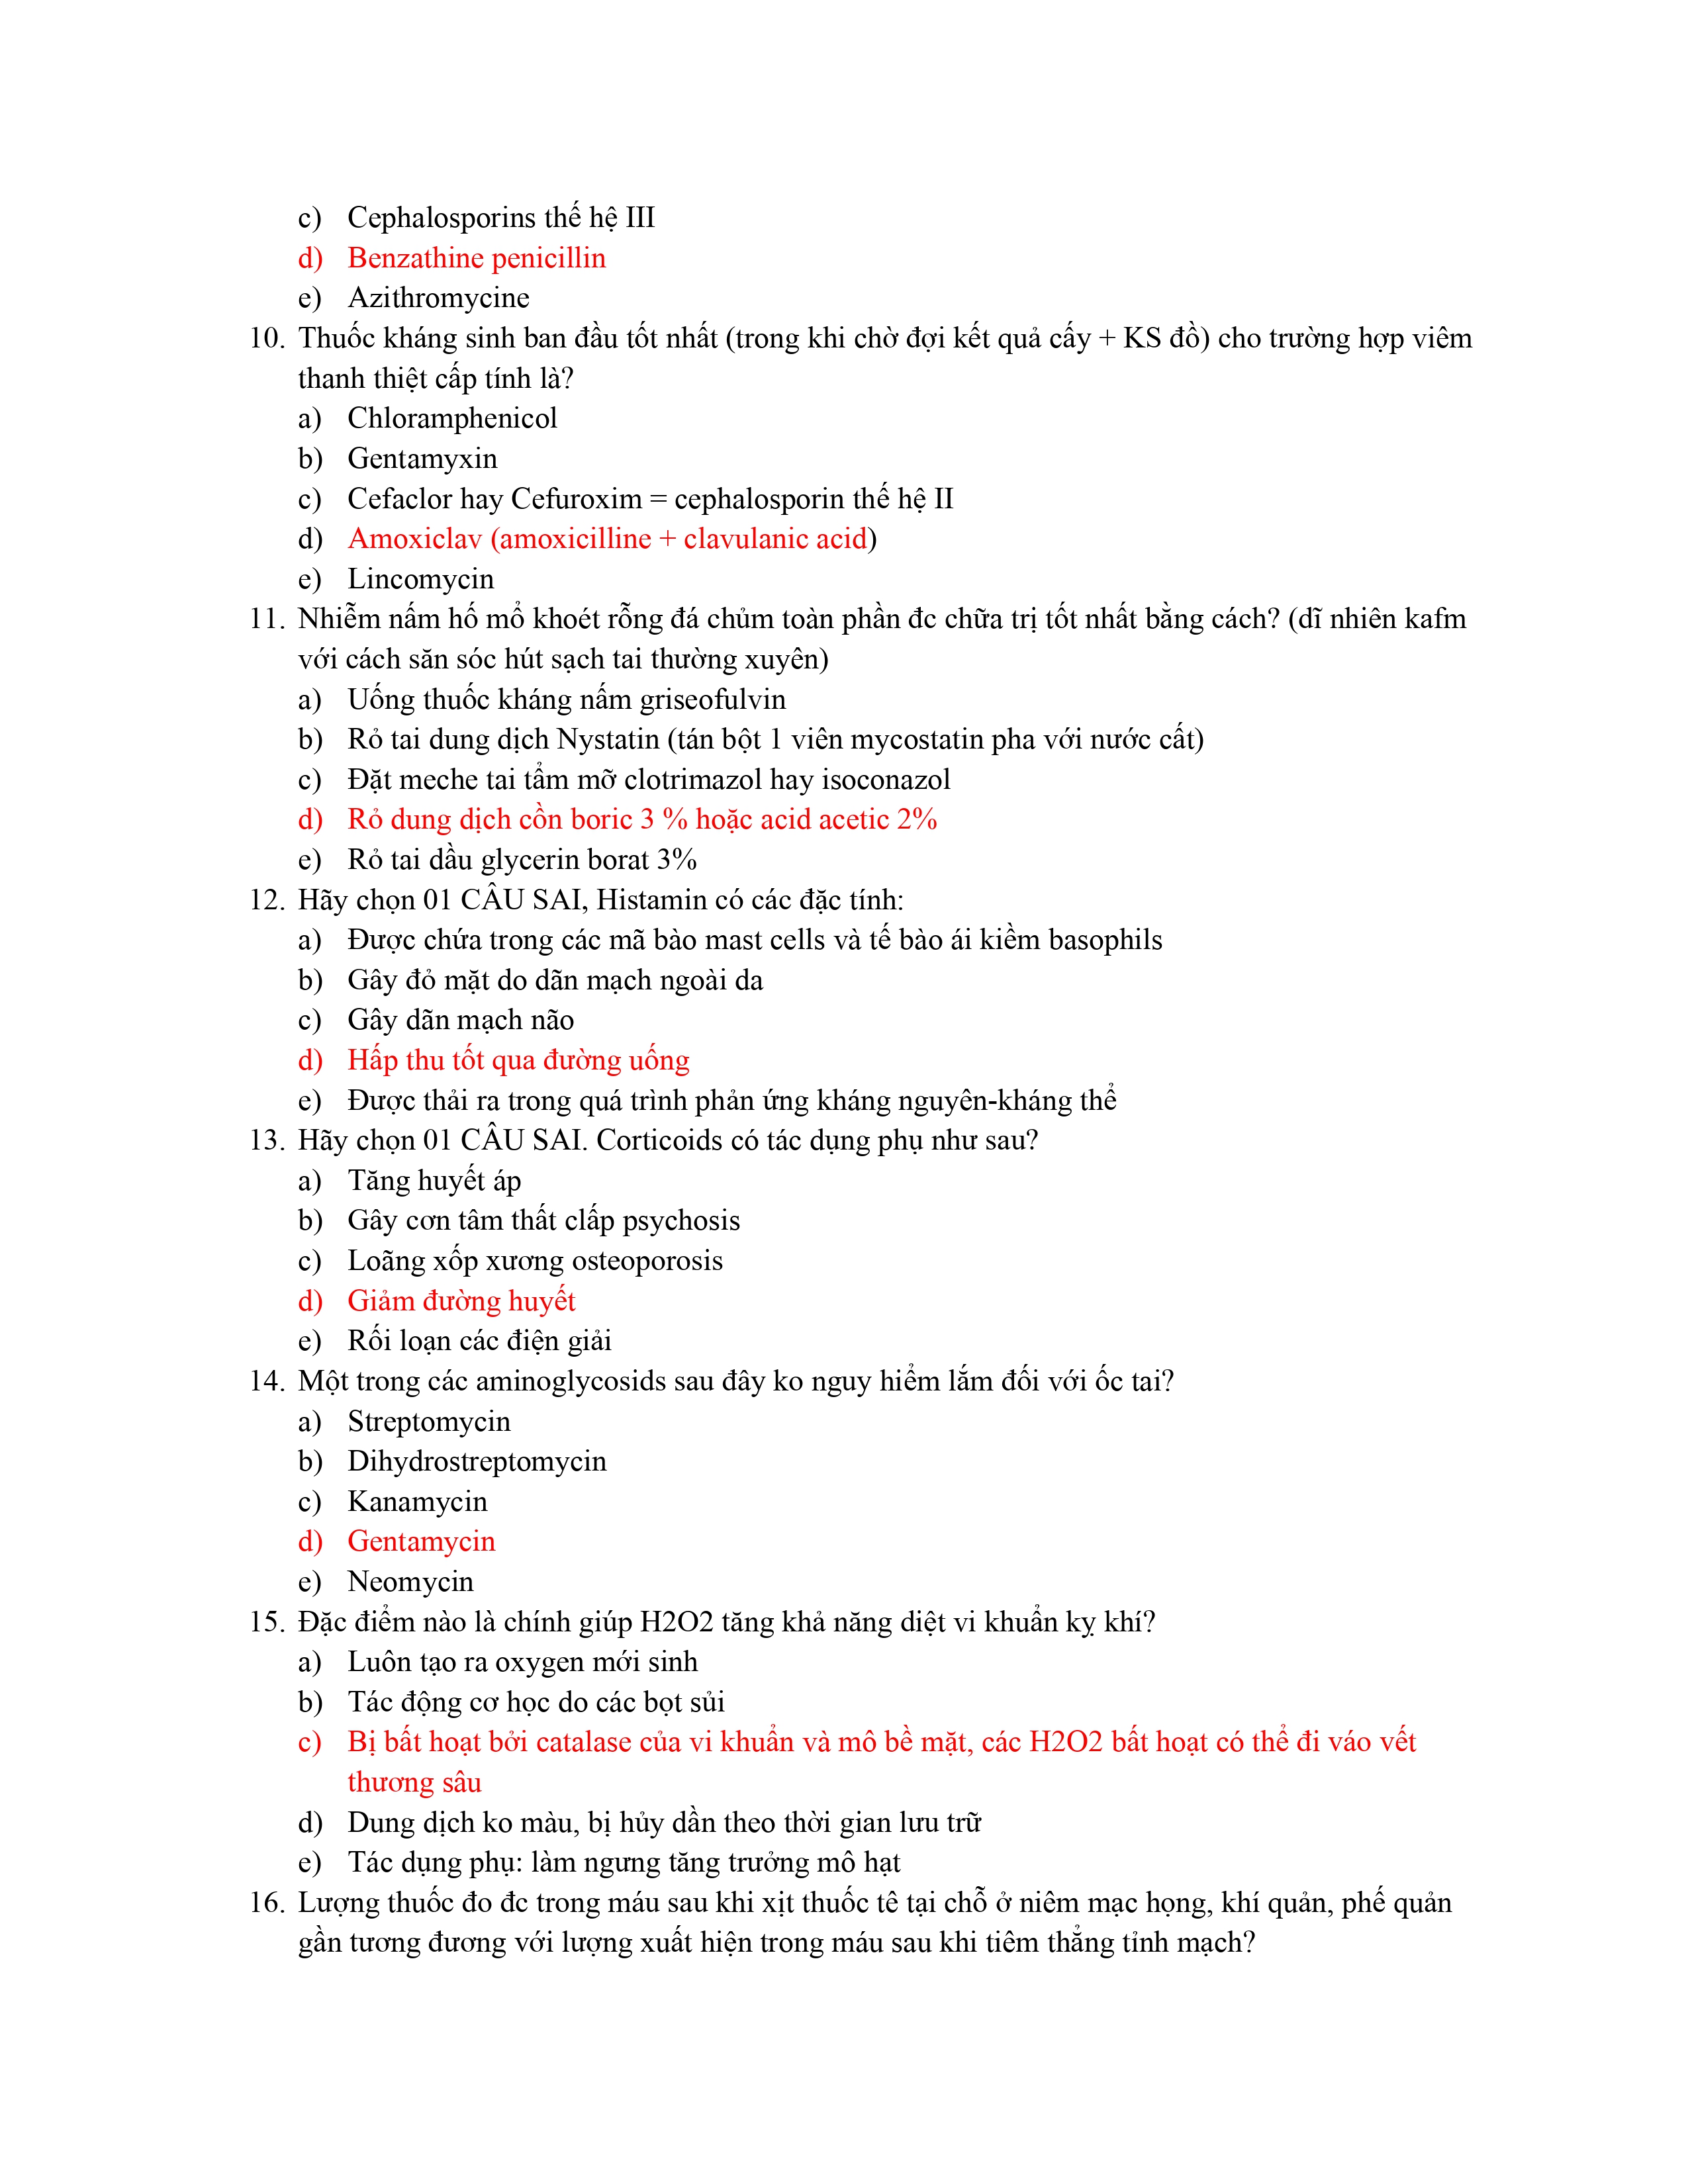 c) Cephalosporins thế hệ III
d) Benzathine penicillin
e) Azithromycine
10. Thuốc kháng sinh ban đầu tốt nhất (trong khi chờ đợi kết quả cấy + KS đồ) cho trường hợp viêm
thanh thiệt cấp tính là?
a) Chloramphenicol
b) Gentamyxin
c) Cefaclor hay Cefuroxim = cephalosporin thế hệ II
d) Amoxiclav (amoxicilline + clavulanic acid)
e) Lincomycin
11. Nhiễm nấm hố mổ khoét rỗng đá chủm toàn phần đc chữa trị tốt nhất bằng cách? (dĩ nhiên kafm
với cách săn sóc hút sạch tai thường xuyên)
a) Uống thuốc kháng nấm griseofulvin
b) Rỏ tai dung dịch Nystatin (tán bột 1 viên mycostatin pha với nước cất)
c) Đặt meche tai tẩm mỡ clotrimazol hay isoconazol
d) Rỏ dung dịch cồn boric 3 % hoặc acid acetic 2%
e) Rỏ tai dầu glycerin borat 3%
12. Hãy chọn 01 CÂU SAI, Histamin có các đặc tính:
a) Được chứa trong các mã bào mast cells và tế bào ái kiềm basophils
b) Gây đỏ mặt do dãn mạch ngoài da
c) Gây dãn mạch não
d) Hấp thu tốt qua đường uống
e) Được thải ra trong quá trình phản ứng kháng nguyên-kháng thể
13. Hãy chọn 01 CÂU SAI. Corticoids có tác dụng phụ như sau?
a) Tăng huyết áp
b) Gây cơn tâm thất clấp psychosis
c) Loãng xốp xương osteoporosis
d) Giảm đường huyết
e) Rối loạn các điện giải
14. Một trong các aminoglycosids sau đây ko nguy hiểm lắm đối với ốc tai?
a) Streptomycin
b) Dihydrostreptomycin
c) Kanamycin
d) Gentamycin
e) Neomycin
15. Đặc điểm nào là chính giúp H2O2 tăng khả năng diệt vi khuẩn kỵ khí?
a) Luôn tạo ra oxygen mới sinh
b) Tác động cơ học do các bọt sủi
c) Bị bất hoạt bởi catalase của vi khuẩn và mô bề mặt, các H2O2 bất hoạt có thể đi váo vết
thương sâu
d) Dung dịch ko màu, bị hủy dần theo thời gian lưu trữ
e) Tác dụng phụ: làm ngưng tăng trưởng mô hạt
16. Lượng thuốc đo đc trong máu sau khi xịt thuốc tê tại chỗ ở niêm mạc họng, khí quản, phế quản
gần tương đương với lượng xuất hiện trong máu sau khi tiêm thẳng tỉnh mạch?